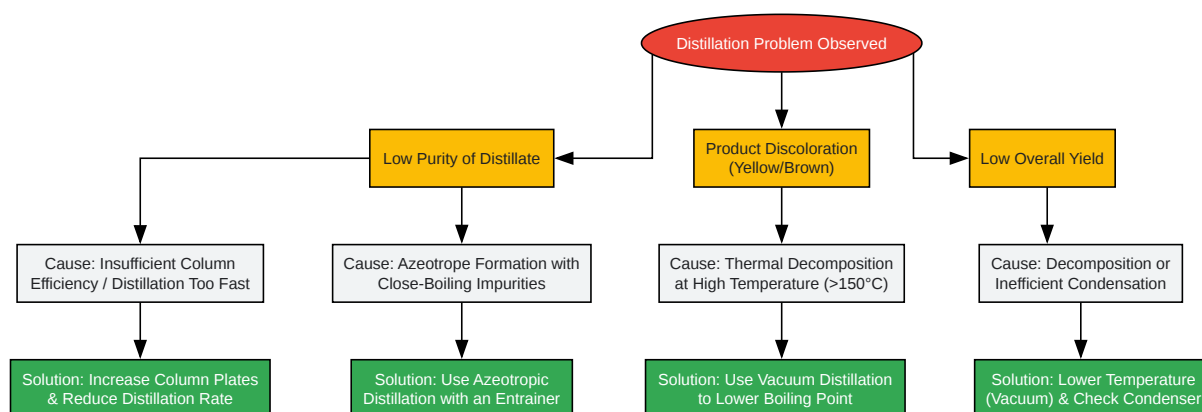 Distillation Problem Observed
Low Purity of Distillate
Product Discoloration
(Yellow/Brown)
Low Overall Yield
Cause: Insufficient Column
Efficiency / Distillation Too Fast
Cause: Azeotrope Formation with
Close-Boiling Impurities
Cause: Thermal Decomposition
at High Temperature (>150°C)
Cause: Decomposition or
Inefficient Condensation
Solution: Increase Column Plates
& Reduce Distillation Rate
Solution: Use Azeotropic
Distillation with an Entrainer
Solution: Use Vacuum Distillation
to Lower Boiling Point
Solution: Lower Temperature
(Vacuum) & Check Condenser